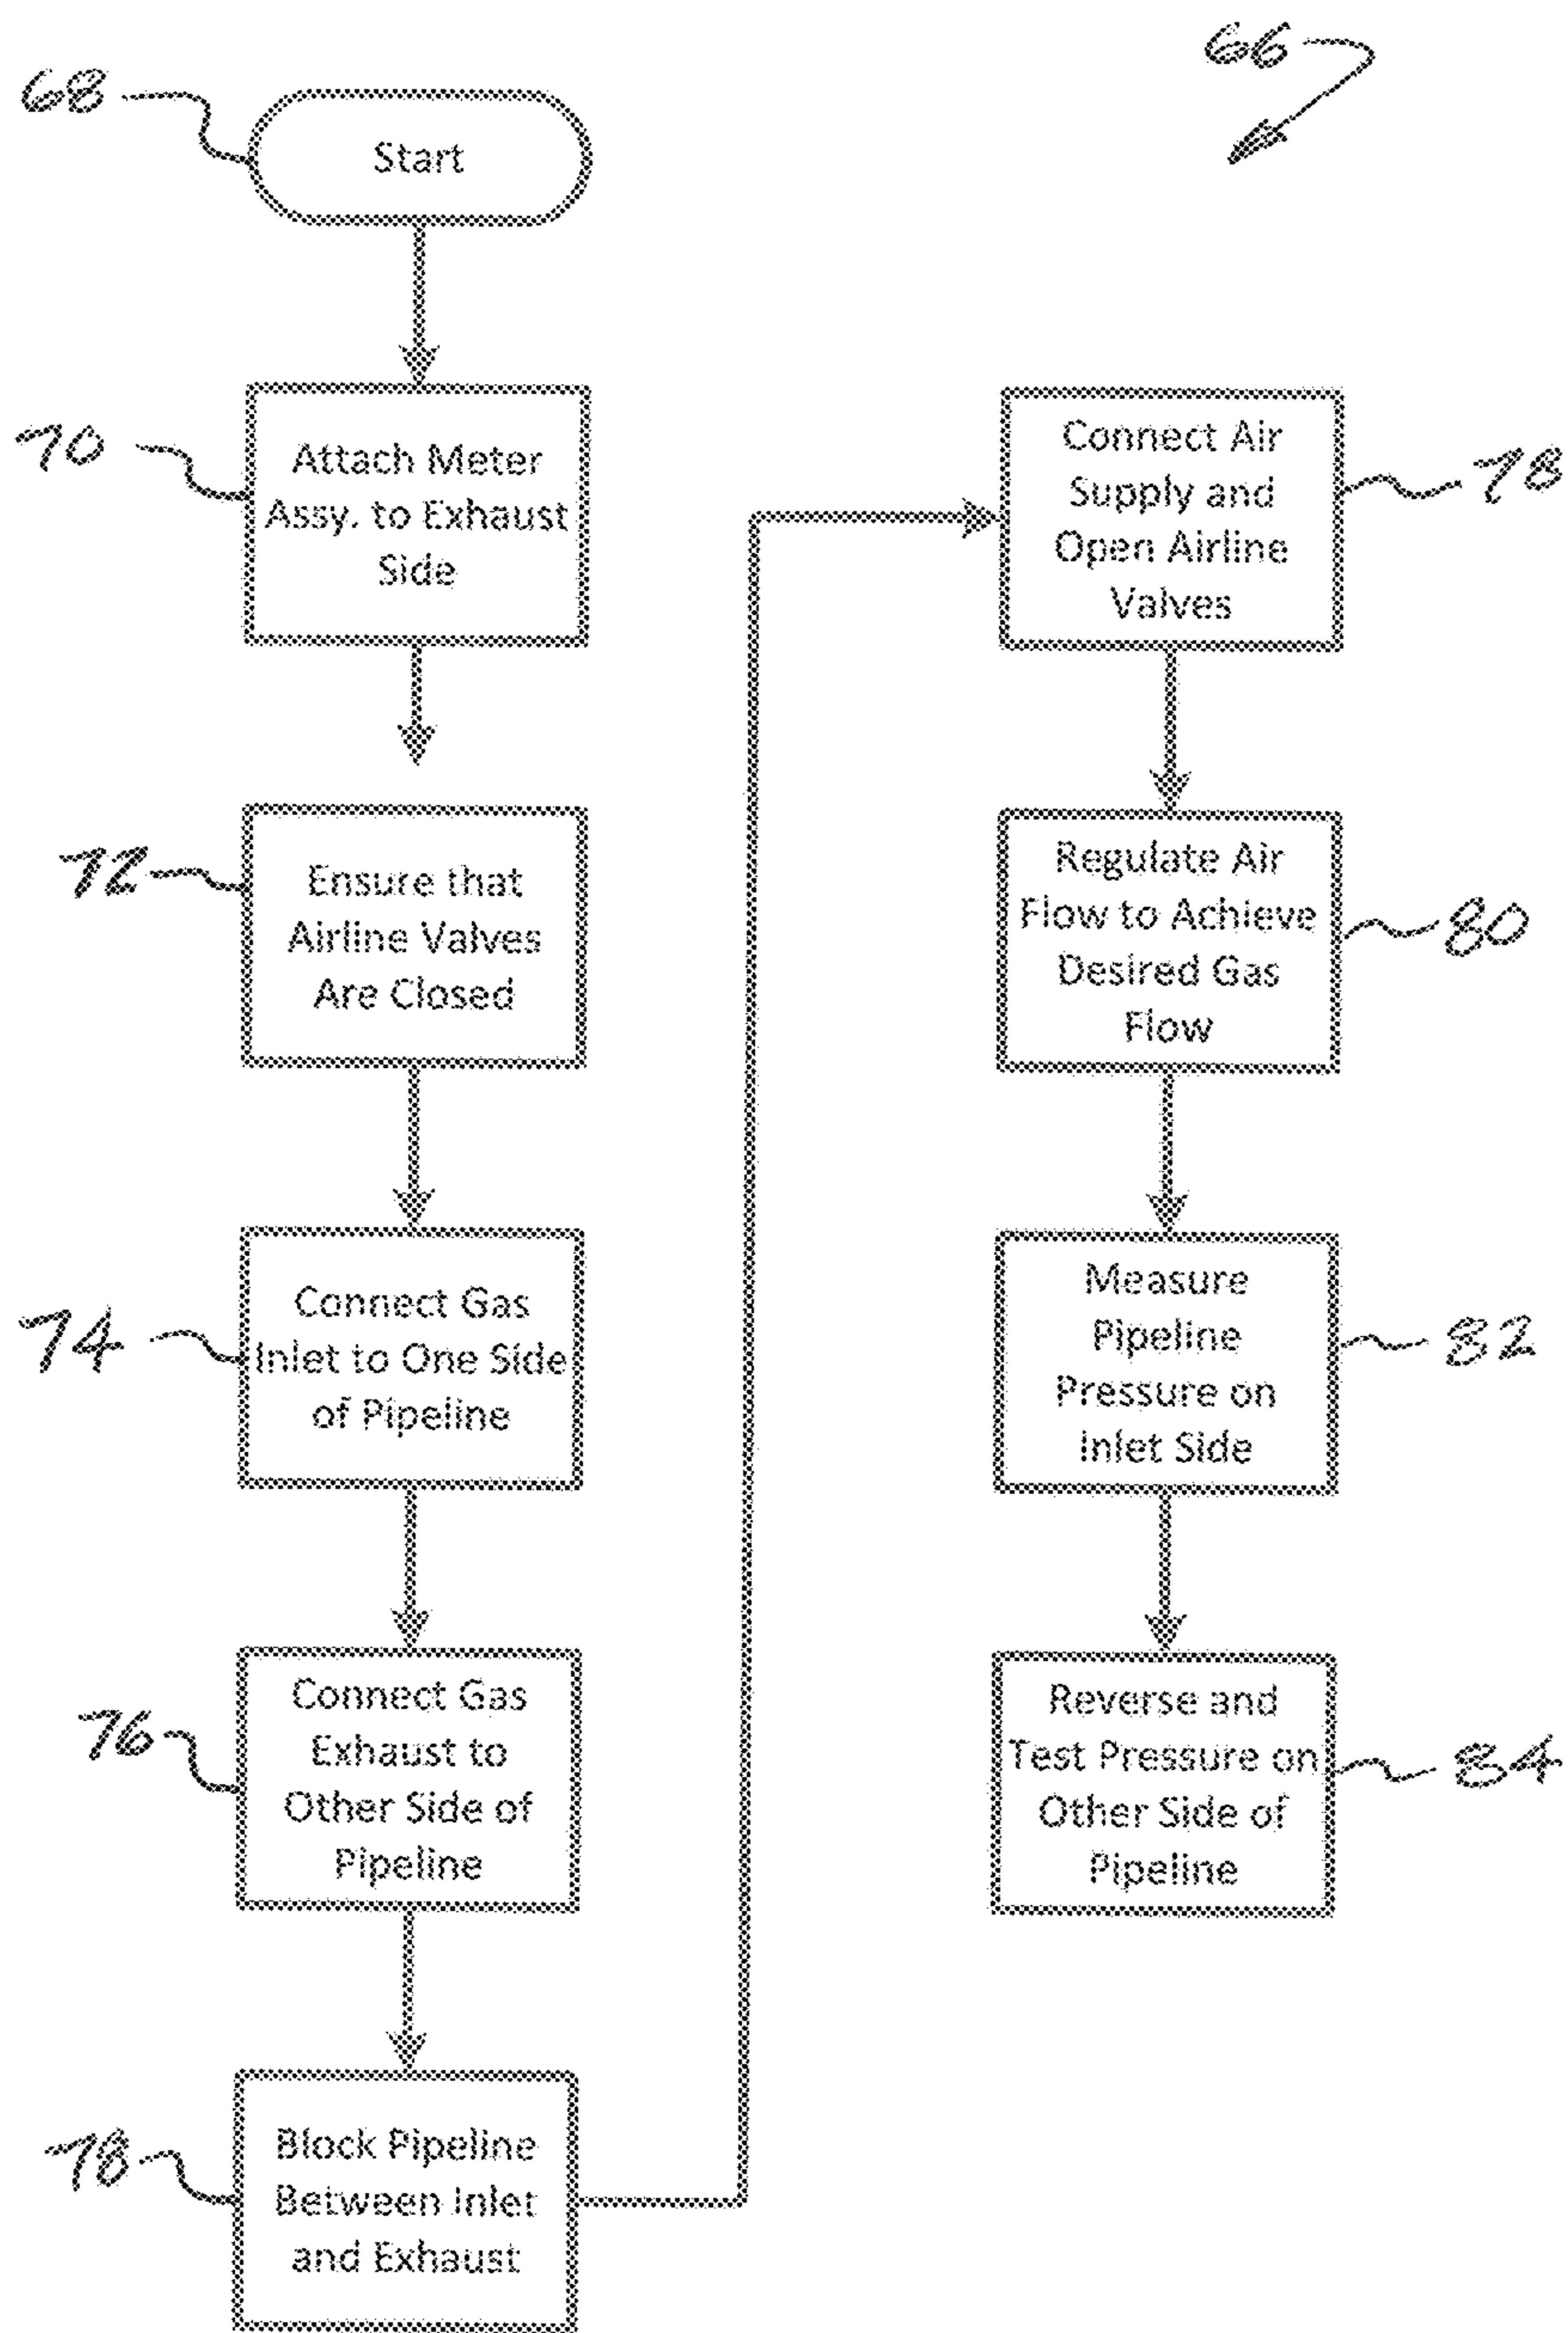 66
68
Start
70
Attach Meter
Assy. to Exhaust
Side
72
Ensure that
Airline Valves
Are Closed
74
Connect Gas
Inlet to One Side
of Pipeline
76
Connect Gas
Exhaust to
Other Side of
Pipeline
78
Block Pipeline
Between Inlet
and Exhaust
Connect Air
Supply and
Open Airline
Valves
78
Regulate Air
Flow to Achieve
Desired Gas
Flow
80
Measure
Pipeline
Pressure on
Inlet Side
82
Reverse and
Test Pressure on
Other Side of
Pipeline
84